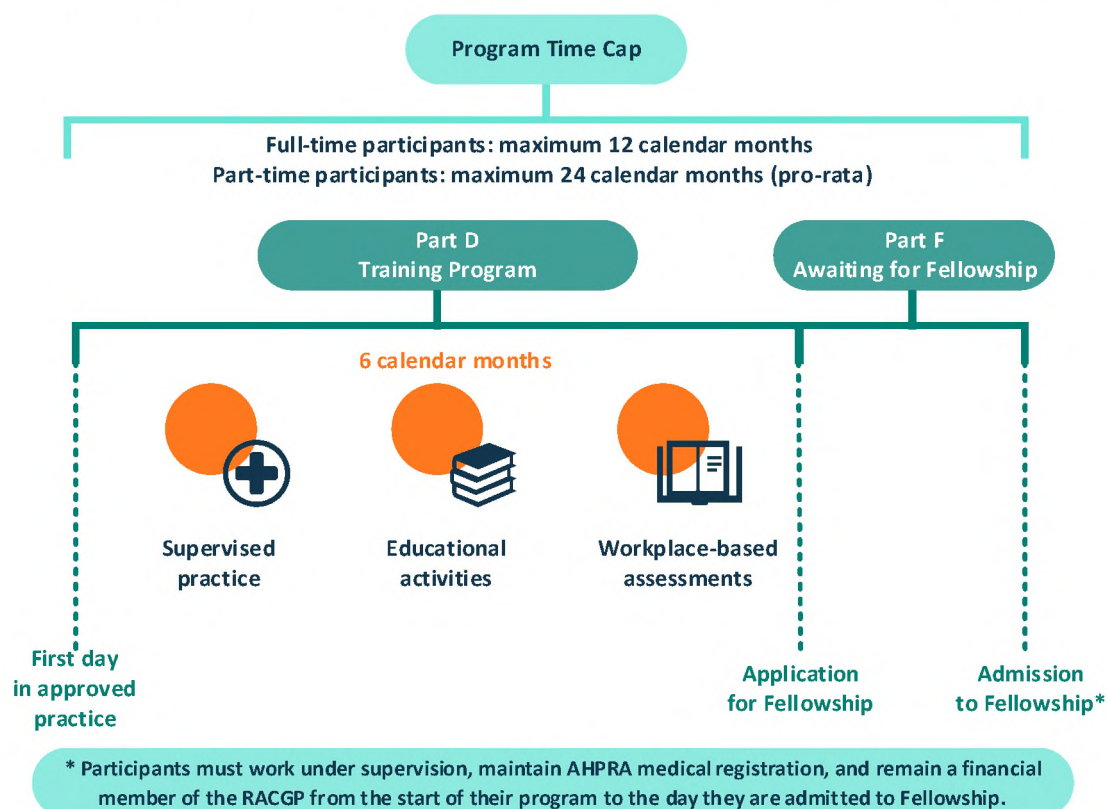 Program Time Cap
Full-time participants: maximum 12 calendar months
Part-time participants: maximum 24 calendar months (pro-rata)
Part D
Training Program
Part F
Awaiting for Fellowship
6 calendar months
Supervised
practice
Educational
activities
Workplace-based
assessments
First day
in approved
practice
Application
for Fellowship
Admission
to Fellowship*
* Participants must work under supervision, maintain AHPRA medical registration, and remain a financial
member of the RACGP from the start of their program to the day they are admitted to Fellowship.